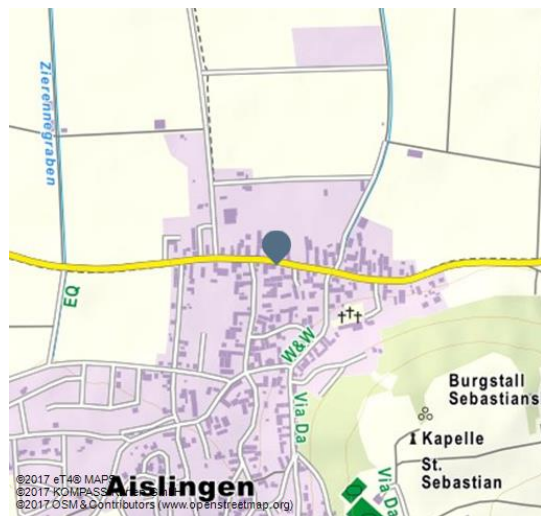 Zierennegraben
EQ
W&W
Via Da
Burgstall
Sebastians
Kapelle
St.
Sebastian
Via Da
©2017 eT4® MAPS
©2017 KOMPASS
Aislingen
©2017 OSM & Contributors (www.openstreetmap.org)